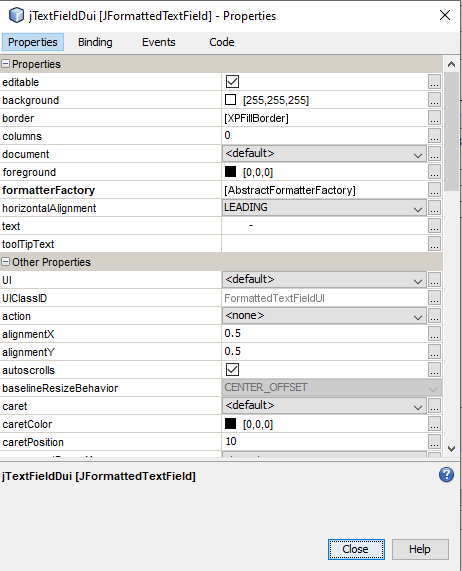 jTextFieldDui [JFormattedTextField] - Properties
Properties Binding Events Code
Properties
editable ...
background [255,255,255] ...
border [XPFillBorder] ...
columns 0 ...
document <default> ...
foreground [0,0,0] ...
formatterFactory [AbstractFormatterFactory] ...
horizontalAlignment LEADING ...
text - ...
toolTipText ...
Other Properties
UI <default> ...
UIClassID FormattedTextFieldUI ...
action <none> ...
alignmentX 0.5 ...
alignmentY 0.5 ...
autoscrolls ...
baselineResizeBehavior CENTER_OFFSET ...
caret <default> ...
caretColor [0,0,0] ...
caretPosition 10 ...
jTextFieldDui [JFormattedTextField]
?
Close Help